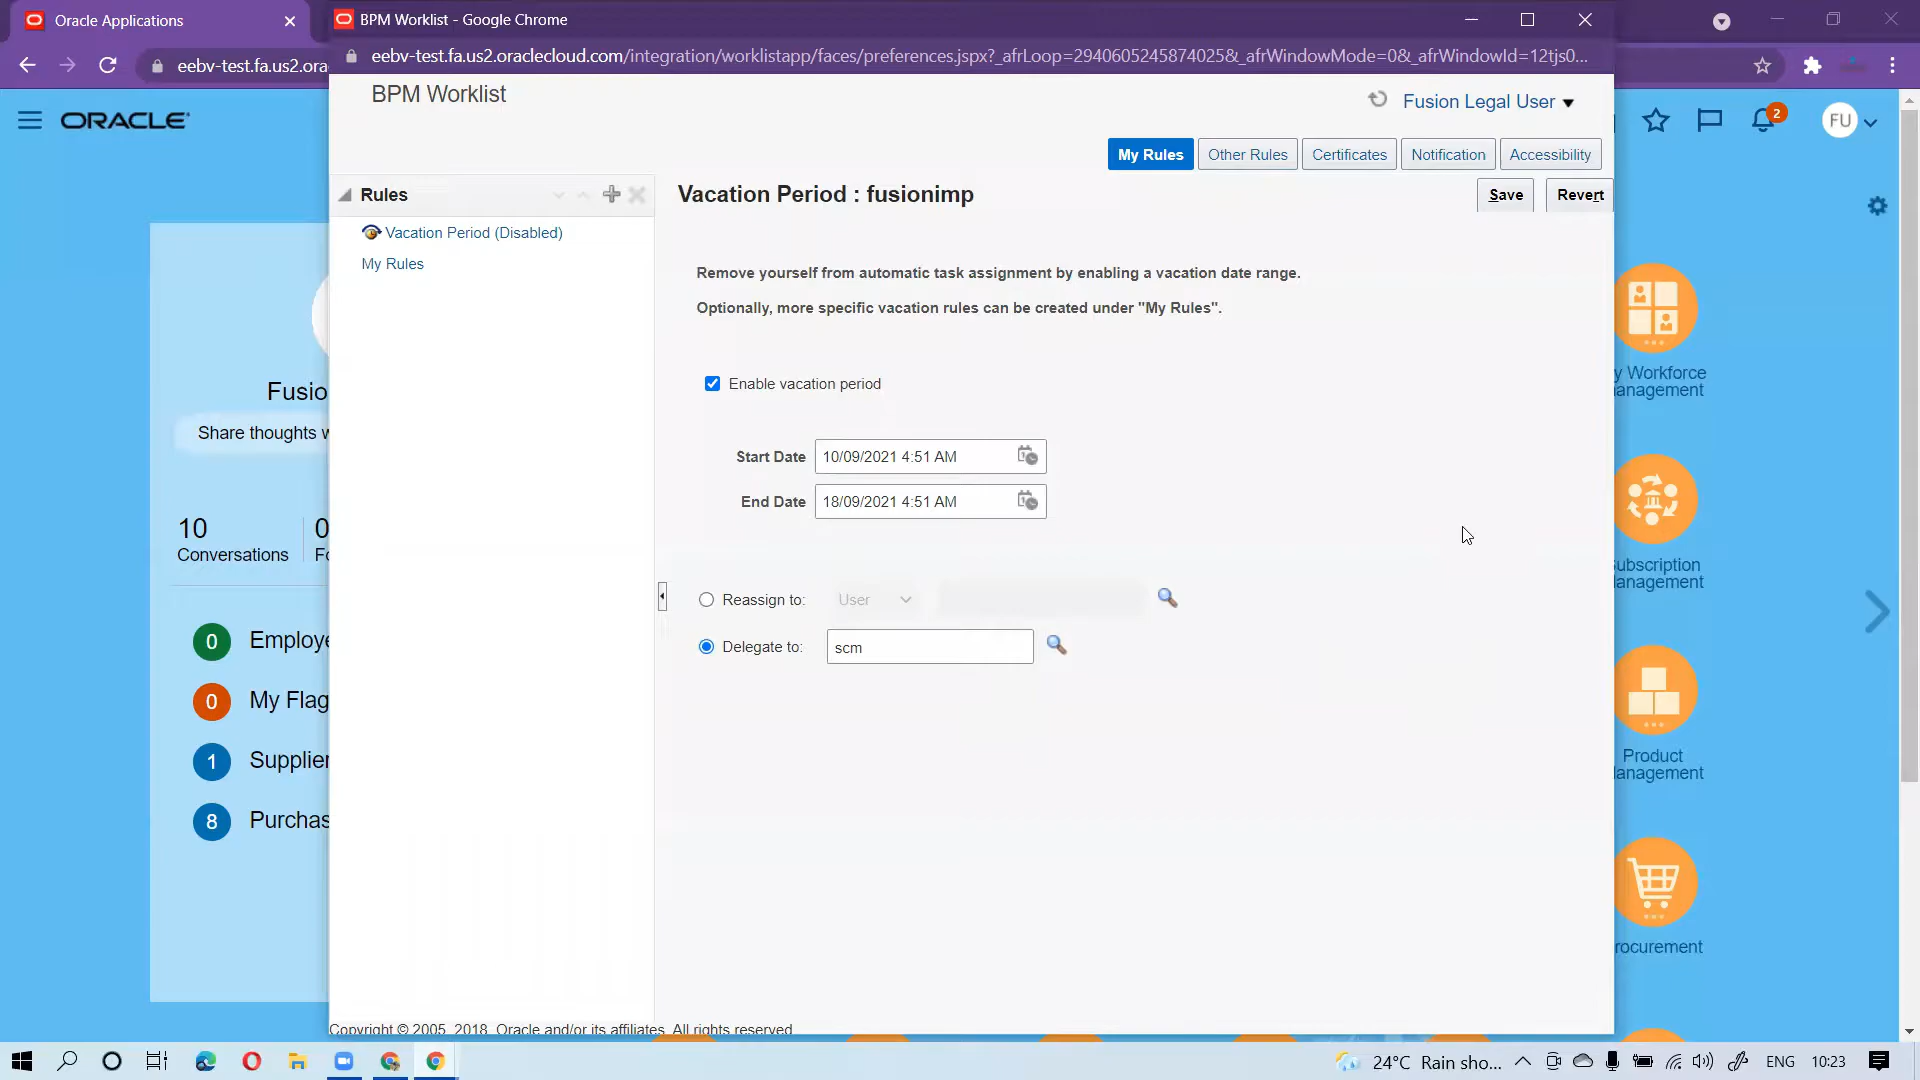 Oracle Applications
BPM Worklist - Google Chrome
eebv-test.fa.us2.ora
eebv-test.fa.us2.oraclecloud.com/integration/worklistapp/faces/preferences.jspx?_afrLoop=29406052458740258&_afrWindowMode=0&_afrWindowId=12tjs0...
ORACLE
BPM Worklist
Fusion Legal User
2
FU
My Rules
Other Rules
Certificates
Notification
Accessibility
Rules
Vacation Period : fusionimp
Save
Revert
Vacation Period (Disabled)
My Rules
Remove yourself from automatic task assignment by enabling a vacation date range.
Optionally, more specific vacation rules can be created under "My Rules".
Enable vacation period
Start Date
10/09/2021 4:51 AM
End Date
18/09/2021 4:51 AM
Reassign to:
User
Delegate to:
scm
Fusio
Share thoughts w
10
Conversations
0
Fo
0
Employe
0
My Flag
1
Supplier
8
Purchas
y Workforce
anagement
ubscription
anagement
Product
anagement
rocurement
Copyright © 2005, 2018, Oracle and/or its affiliates. All rights reserved
24°C Rain sho...
ENG
10:23